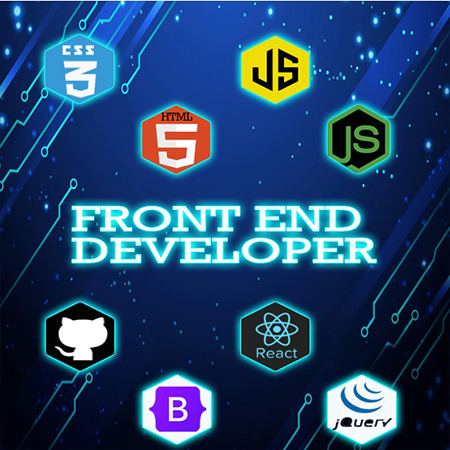 CSS
3
JS
HTML
5
JS
FRONT END
DEVELOPER
React
B
jQuery